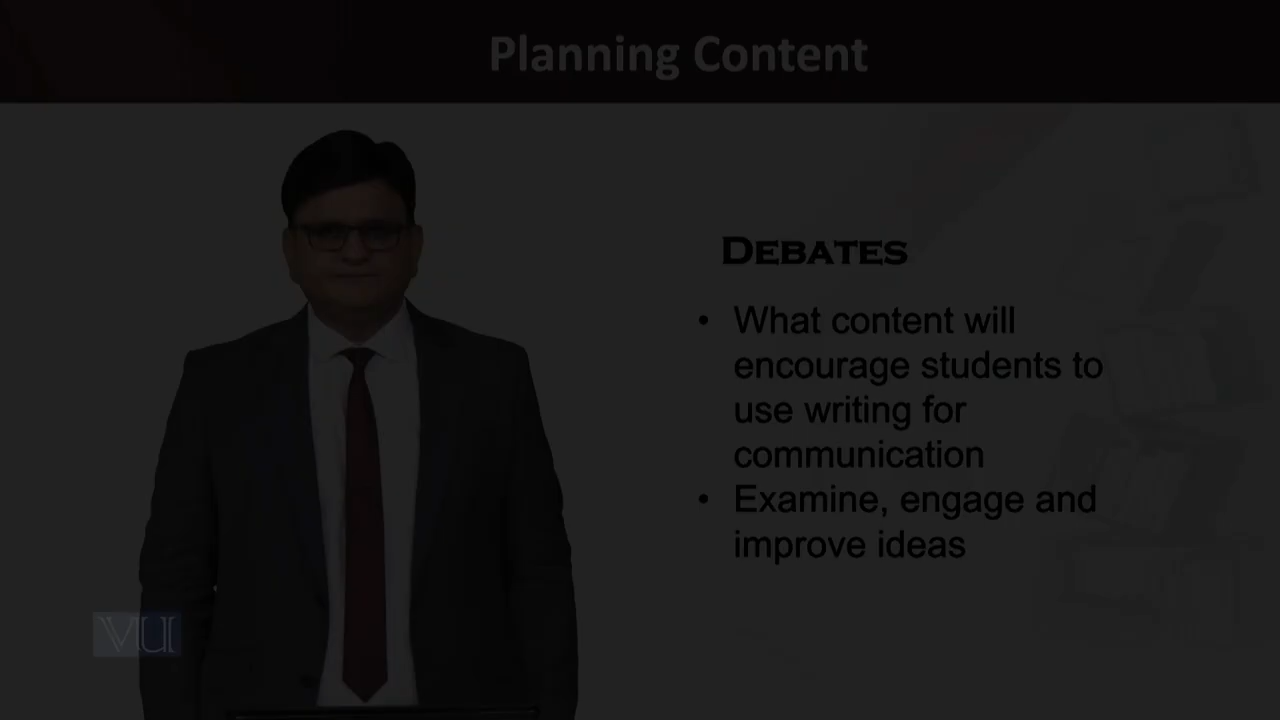 Planning Content
DEBATES
• What content will
encourage students to
use writing for
communication
• Examine, engage and
improve ideas
VU